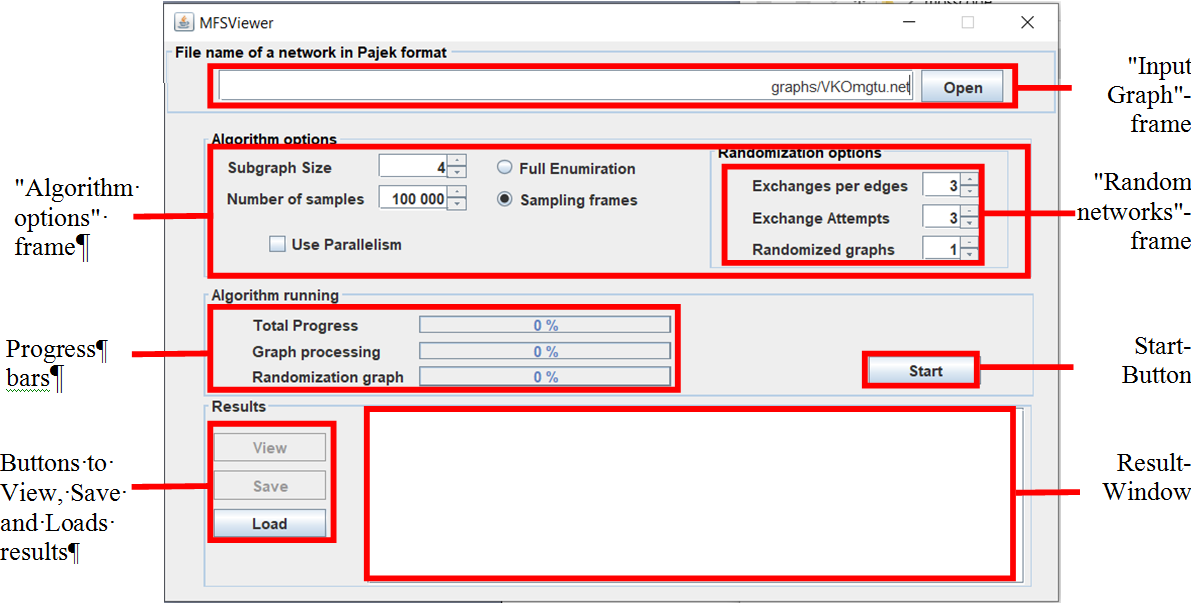 MFSViewer
File name of a network in Pajek format
graphs/VKOmgtu.net
Open
"Input
Graph"-
frame
Algorithm options
Subgraph Size
4
Full Enumiration
Number of samples
100 000
Sampling frames
Use Parallelism
Randomization options
Exchanges per edges
3
Exchange Attempts
3
Randomized graphs
1
"Algorithm·
options"·
frame¶
"Random
networks"-
frame
Algorithm running
Total Progress
0 %
Graph processing
0 %
Randomization graph
0 %
Start
Progress¶
bars¶
Start-
Button
Results
View
Save
Load
Buttons·to·
View,·Save·
and·Loads·
results¶
Result-
Window